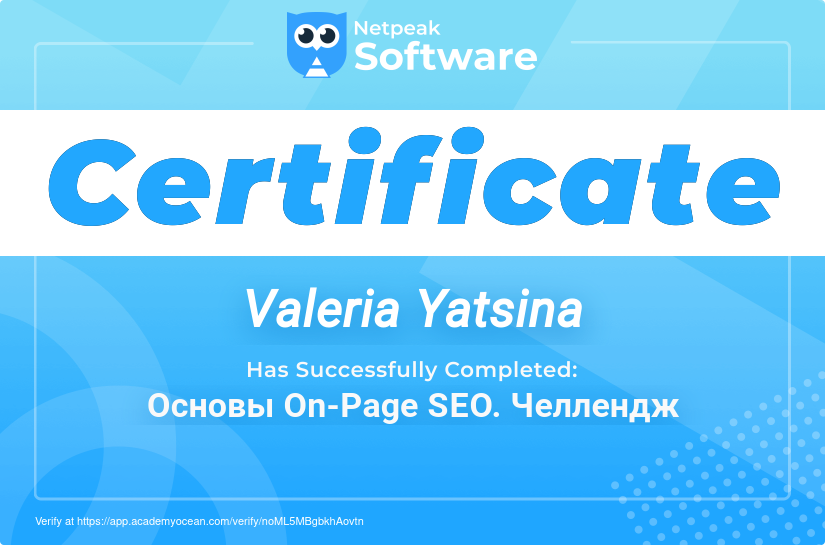 Netpeak
Software
Certificate
Valeria Yatsina
Has Successfully Completed:
Основы On-Page SEO. Челлендж
Verify at https://app.academyocean.com/verify/noML5MBgbkhAovtn